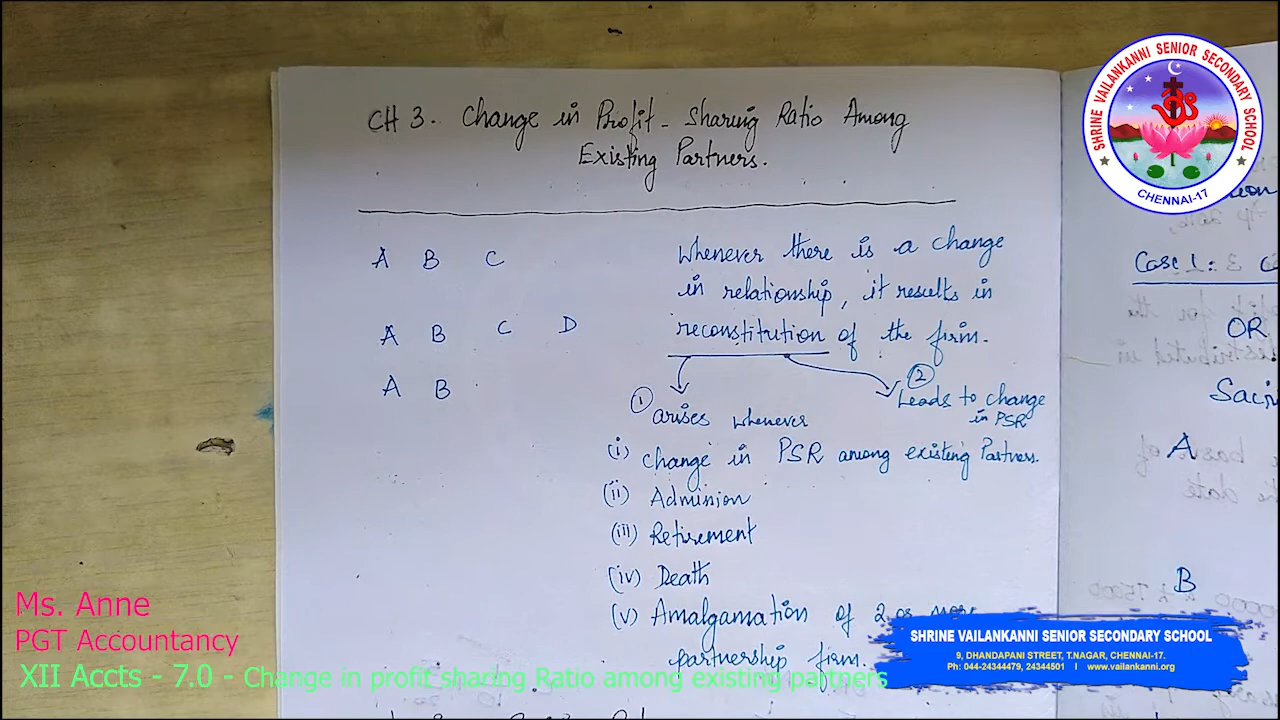 CH 3. Change in Profit - Sharing Ratio Among
Existing Partners.
A B C
Whenever there is a change
in relationship, it results in
reconstitution of the firm.
A B C D
A B
① arises whenever
② Leads to change
in PSR
(i) Change in PSR among existing Partners.
(ii) Admission
(iii) Retirement
(iv) Death
(v) Amalgamation of 2 or more
partnership firm.
Case 1:
OR
A
B
SHRINE VAILANKANNI SENIOR SECONDARY SCHOOL
CHENNAI-17
Ms. Anne
PGT Accountancy
XII Accts - 7.0 - Change in profit sharing Ratio among existing partners
SHRINE VAILANKANNI SENIOR SECONDARY SCHOOL
9, DHANDAPANI STREET, T.NAGAR, CHENNAI-17.
Ph: 044-24344479, 24344501 | www.vailankanni.org